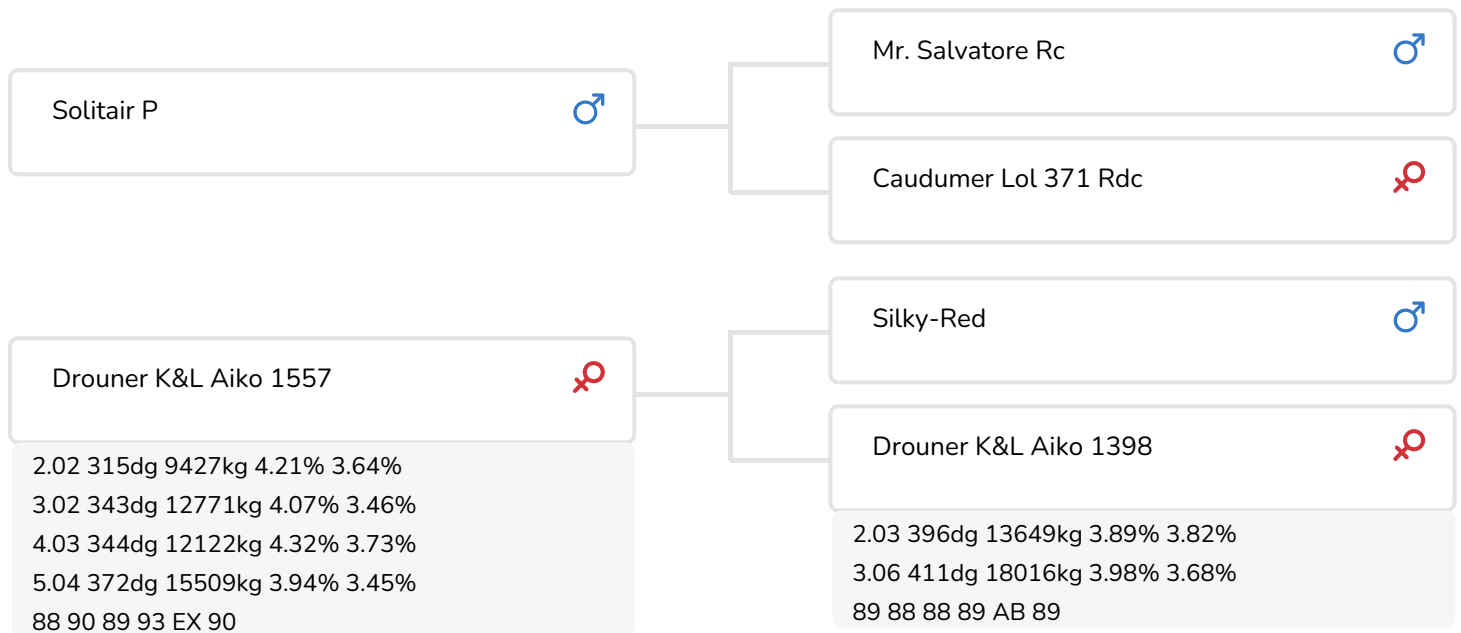 Solitair P
Mr. Salvatore Rc
Caudumer Lol 371 Rdc
Drouner K&L Aiko 1557
2.02 315dg 9427kg 4.21% 3.64%
3.02 343dg 12771kg 4.07% 3.46%
4.03 344dg 12122kg 4.32% 3.73%
5.04 372dg 15509kg 3.94% 3.45%
88 90 89 93 EX 90
Silky-Red
Drouner K&L Aiko 1398
2.03 396dg 13649kg 3.89% 3.82%
3.06 411dg 18016kg 3.98% 3.68%
89 88 88 89 AB 89